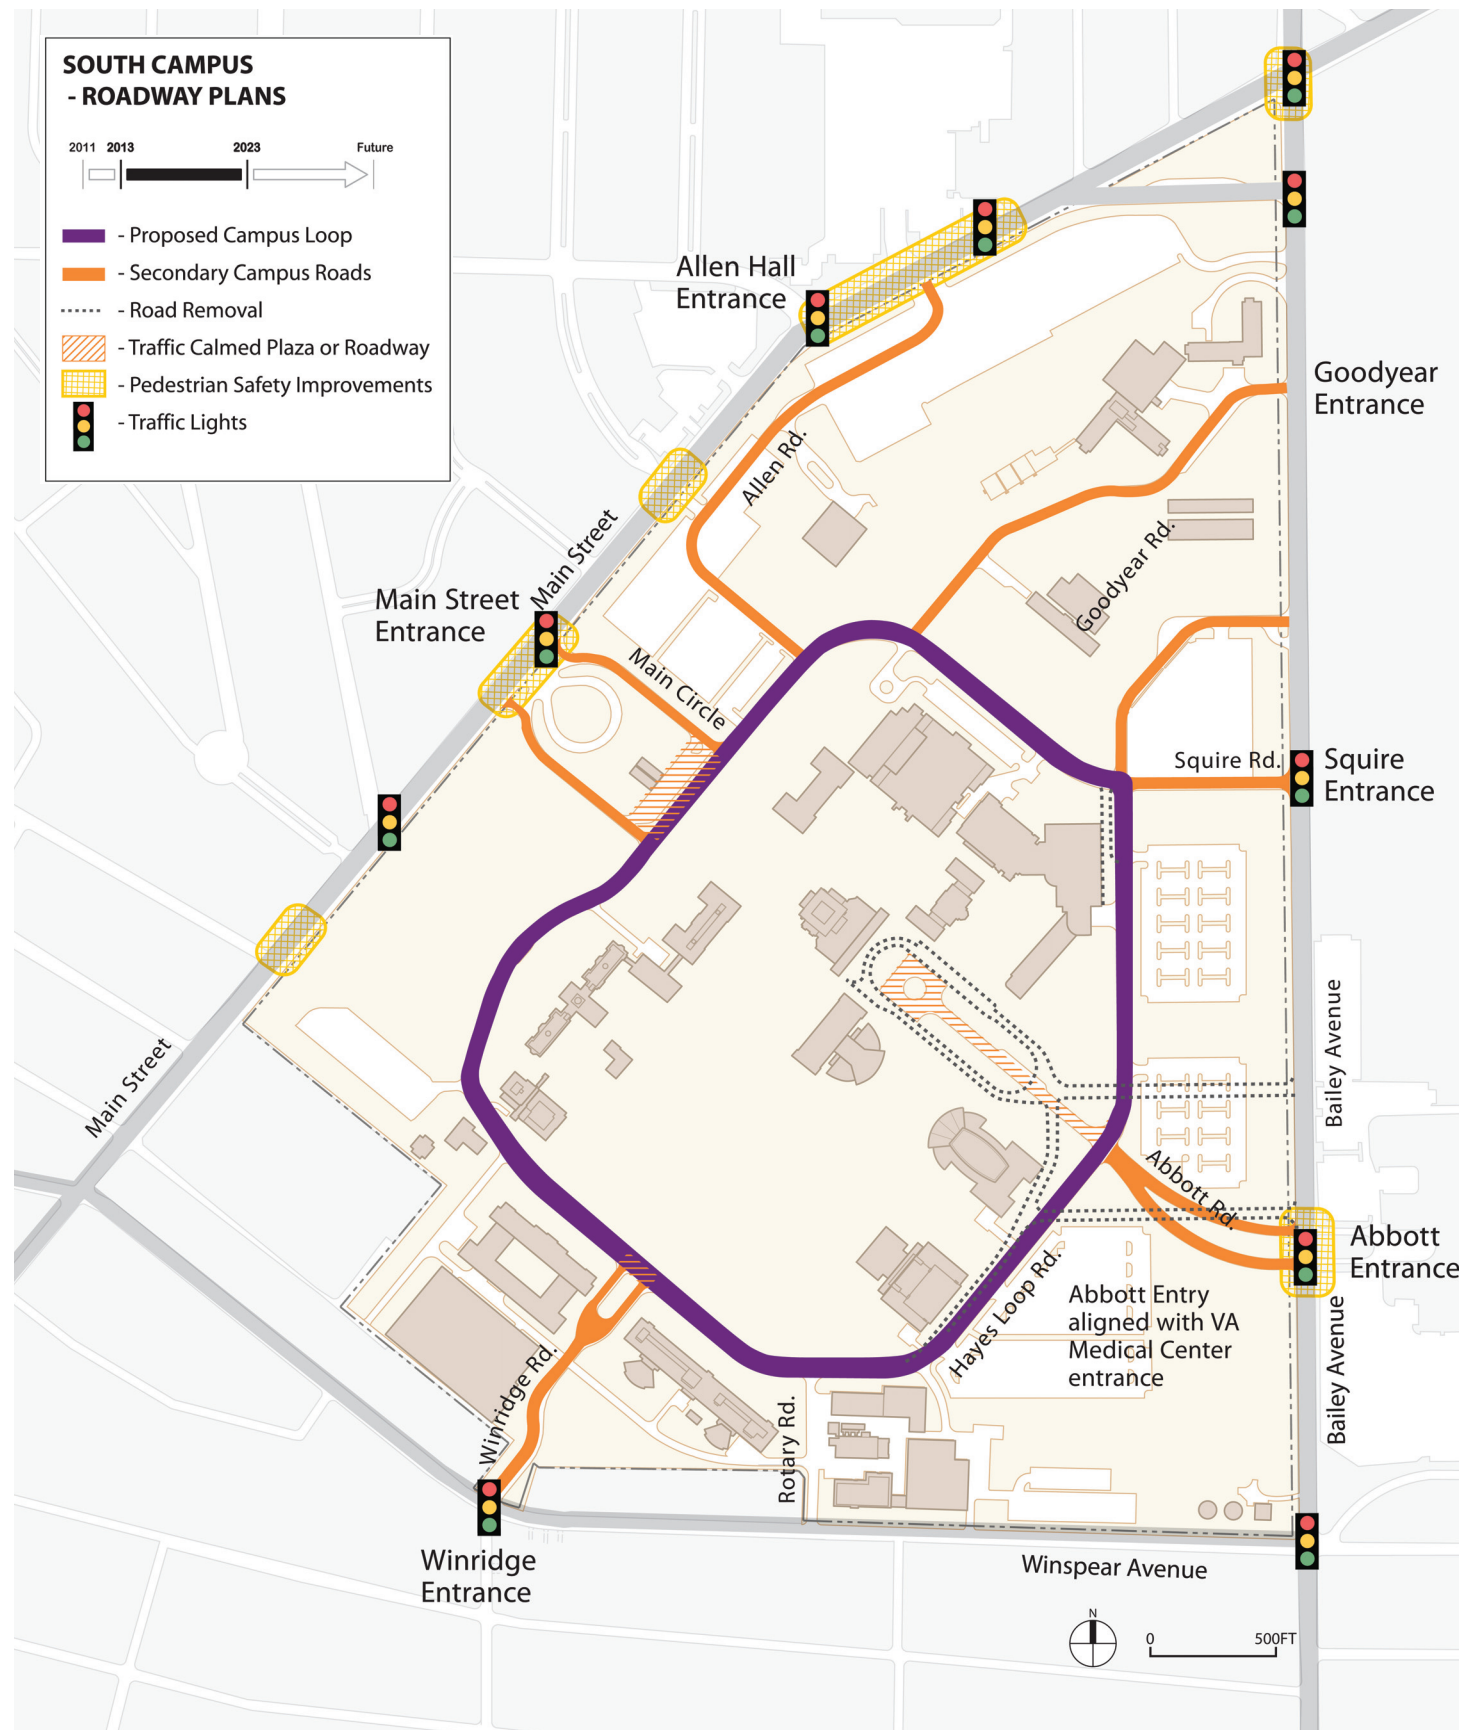 SOUTH CAMPUS
- ROADWAY PLANS
2011 2013 2023 Future
- Proposed Campus Loop
- Secondary Campus Roads
- Road Removal
- Traffic Calmed Plaza or Roadway
- Pedestrian Safety Improvements
- Traffic Lights
Allen Hall
Entrance
Goodyear
Entrance
Allen Rd.
Main Street
Goodyear Rd.
Main Street
Entrance
Main Circle
Squire Rd.
Squire
Entrance
Main Street
Bailey Avenue
Abbott Rd.
Abbott
Entrance
Hayes Loop Rd.
Abbott Entry
aligned with VA
Medical Center
entrance
Bailey Avenue
Winridge Rd.
Rotary Rd.
Winridge
Entrance
Winspear Avenue
N
0 500FT